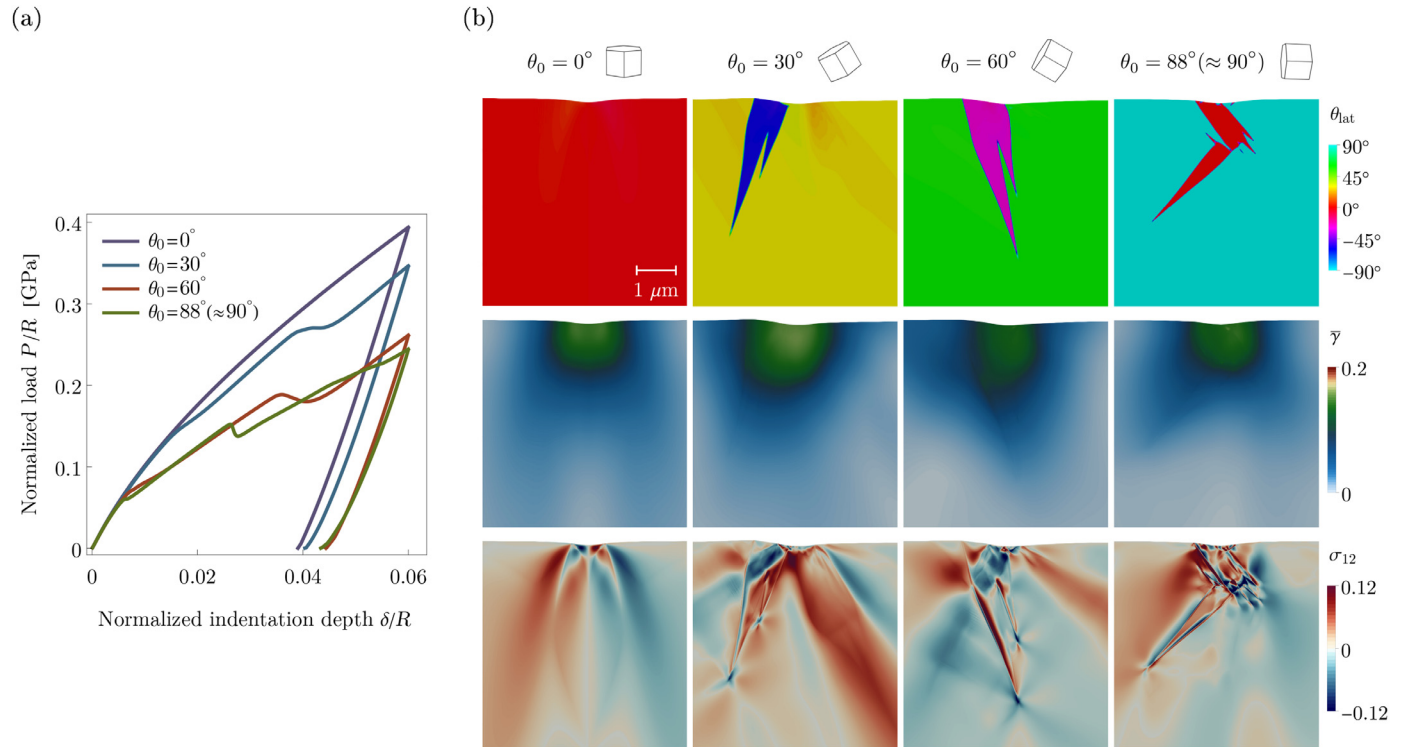 (a)
(b)
θ₀ = 0°
θ₀ = 30°
θ₀ = 60°
θ₀ = 88°(≈ 90°)
θ₀=0°
θ₀=30°
θ₀=60°
θ₀=88°(≈90°)
Normalized load P/R [GPa]
0.4
0.3
0.2
0.1
0
0
0.02
0.04
0.06
Normalized indentation depth δ/R
1 μm
θlat
90°
45°
0°
−45°
−90°
γ̅
0.2
0
σ₁₂
0.12
0
−0.12